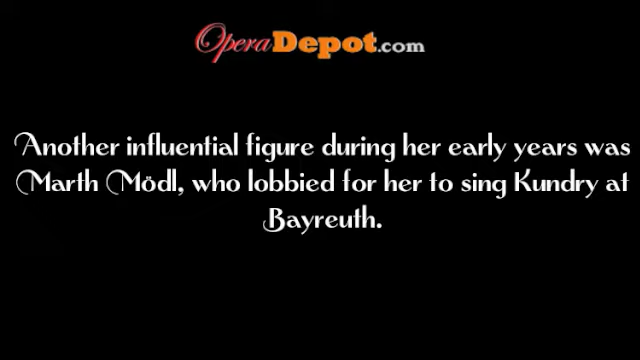 OperaDepot.com
Another influential figure during her early years was
Marth Mödl, who lobbied for her to sing Kundry at
Bayreuth.